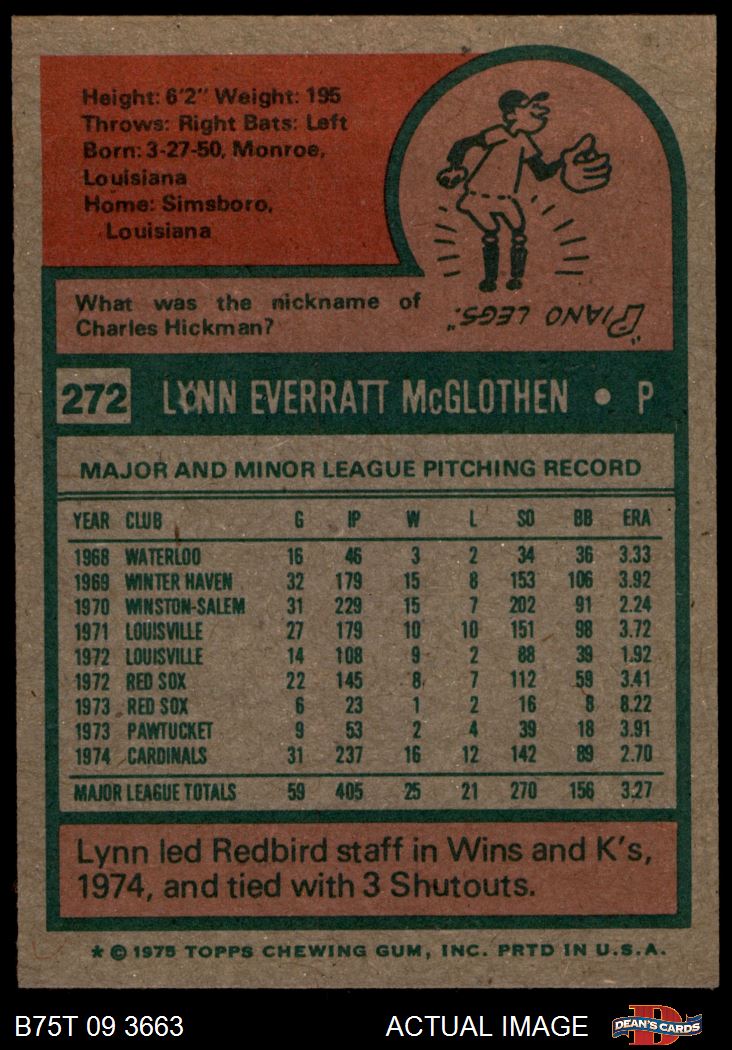 Height: 6'2" Weight: 195
Throws: Right Bats: Left
Born: 3-27-50, Monroe,
Louisiana
Home: Simsboro,
Louisiana
What was the nickname of
Charles Hickman?
"PIANO LEGS."
272 LYNN EVERRATT McGLOTHEN • P
MAJOR AND MINOR LEAGUE PITCHING RECORD
YEAR CLUB G IP W L SO BB ERA
1968 WATERLOO 16 46 3 2 34 36 3.33
1969 WINTER HAVEN 32 179 15 8 153 106 3.92
1970 WINSTON-SALEM 31 229 15 7 202 91 2.24
1971 LOUISVILLE 27 179 10 10 151 98 3.72
1972 LOUISVILLE 14 108 9 2 88 39 1.92
1972 RED SOX 22 145 8 7 112 59 3.41
1973 RED SOX 6 23 1 2 16 8 8.22
1973 PAWTUCKET 9 53 2 4 39 18 3.91
1974 CARDINALS 31 237 16 12 142 89 2.70
MAJOR LEAGUE TOTALS 59 405 25 21 270 156 3.27
Lynn led Redbird staff in Wins and K's,
1974, and tied with 3 Shutouts.
* © 1975 TOPPS CHEWING GUM, INC. PRTD IN U.S.A.
B75T 09 3663 ACTUAL IMAGE DEAN'S CARDS